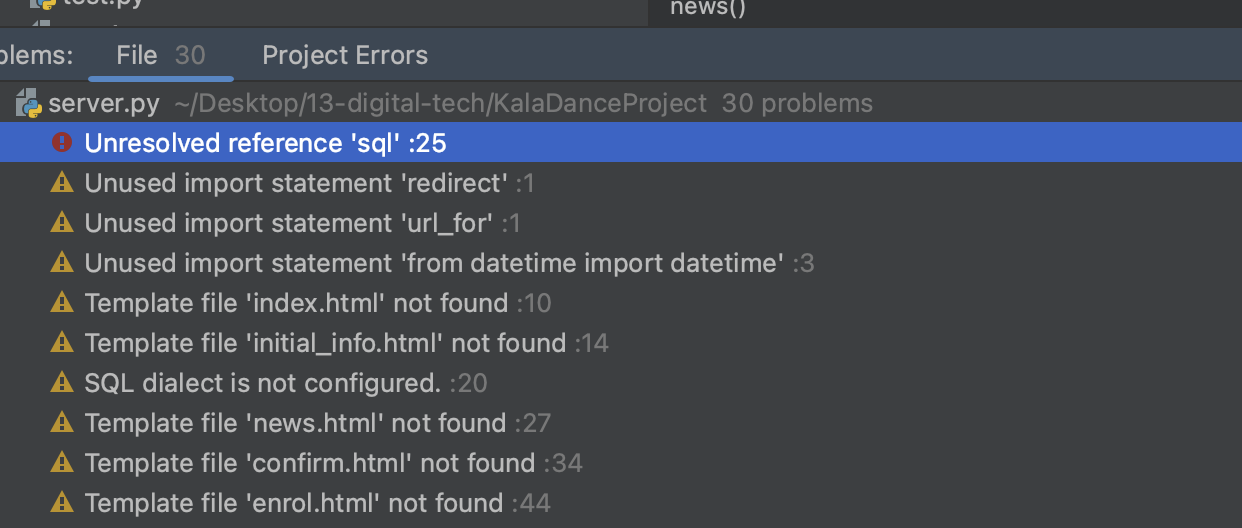 test.py
news()
blems: File 30 Project Errors
server.py ~/Desktop/13-digital-tech/KalaDanceProject 30 problems
Unresolved reference 'sql' :25
Unused import statement 'redirect' :1
Unused import statement 'url_for' :1
Unused import statement 'from datetime import datetime' :3
Template file 'index.html' not found :10
Template file 'initial_info.html' not found :14
SQL dialect is not configured. :20
Template file 'news.html' not found :27
Template file 'confirm.html' not found :34
Template file 'enrol.html' not found :44